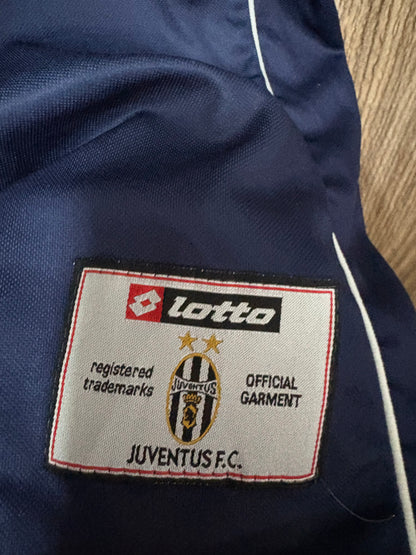 lotto
registered
trademarks
JUVENTUS
OFFICIAL
GARMENT
JUVENTUS F.C.